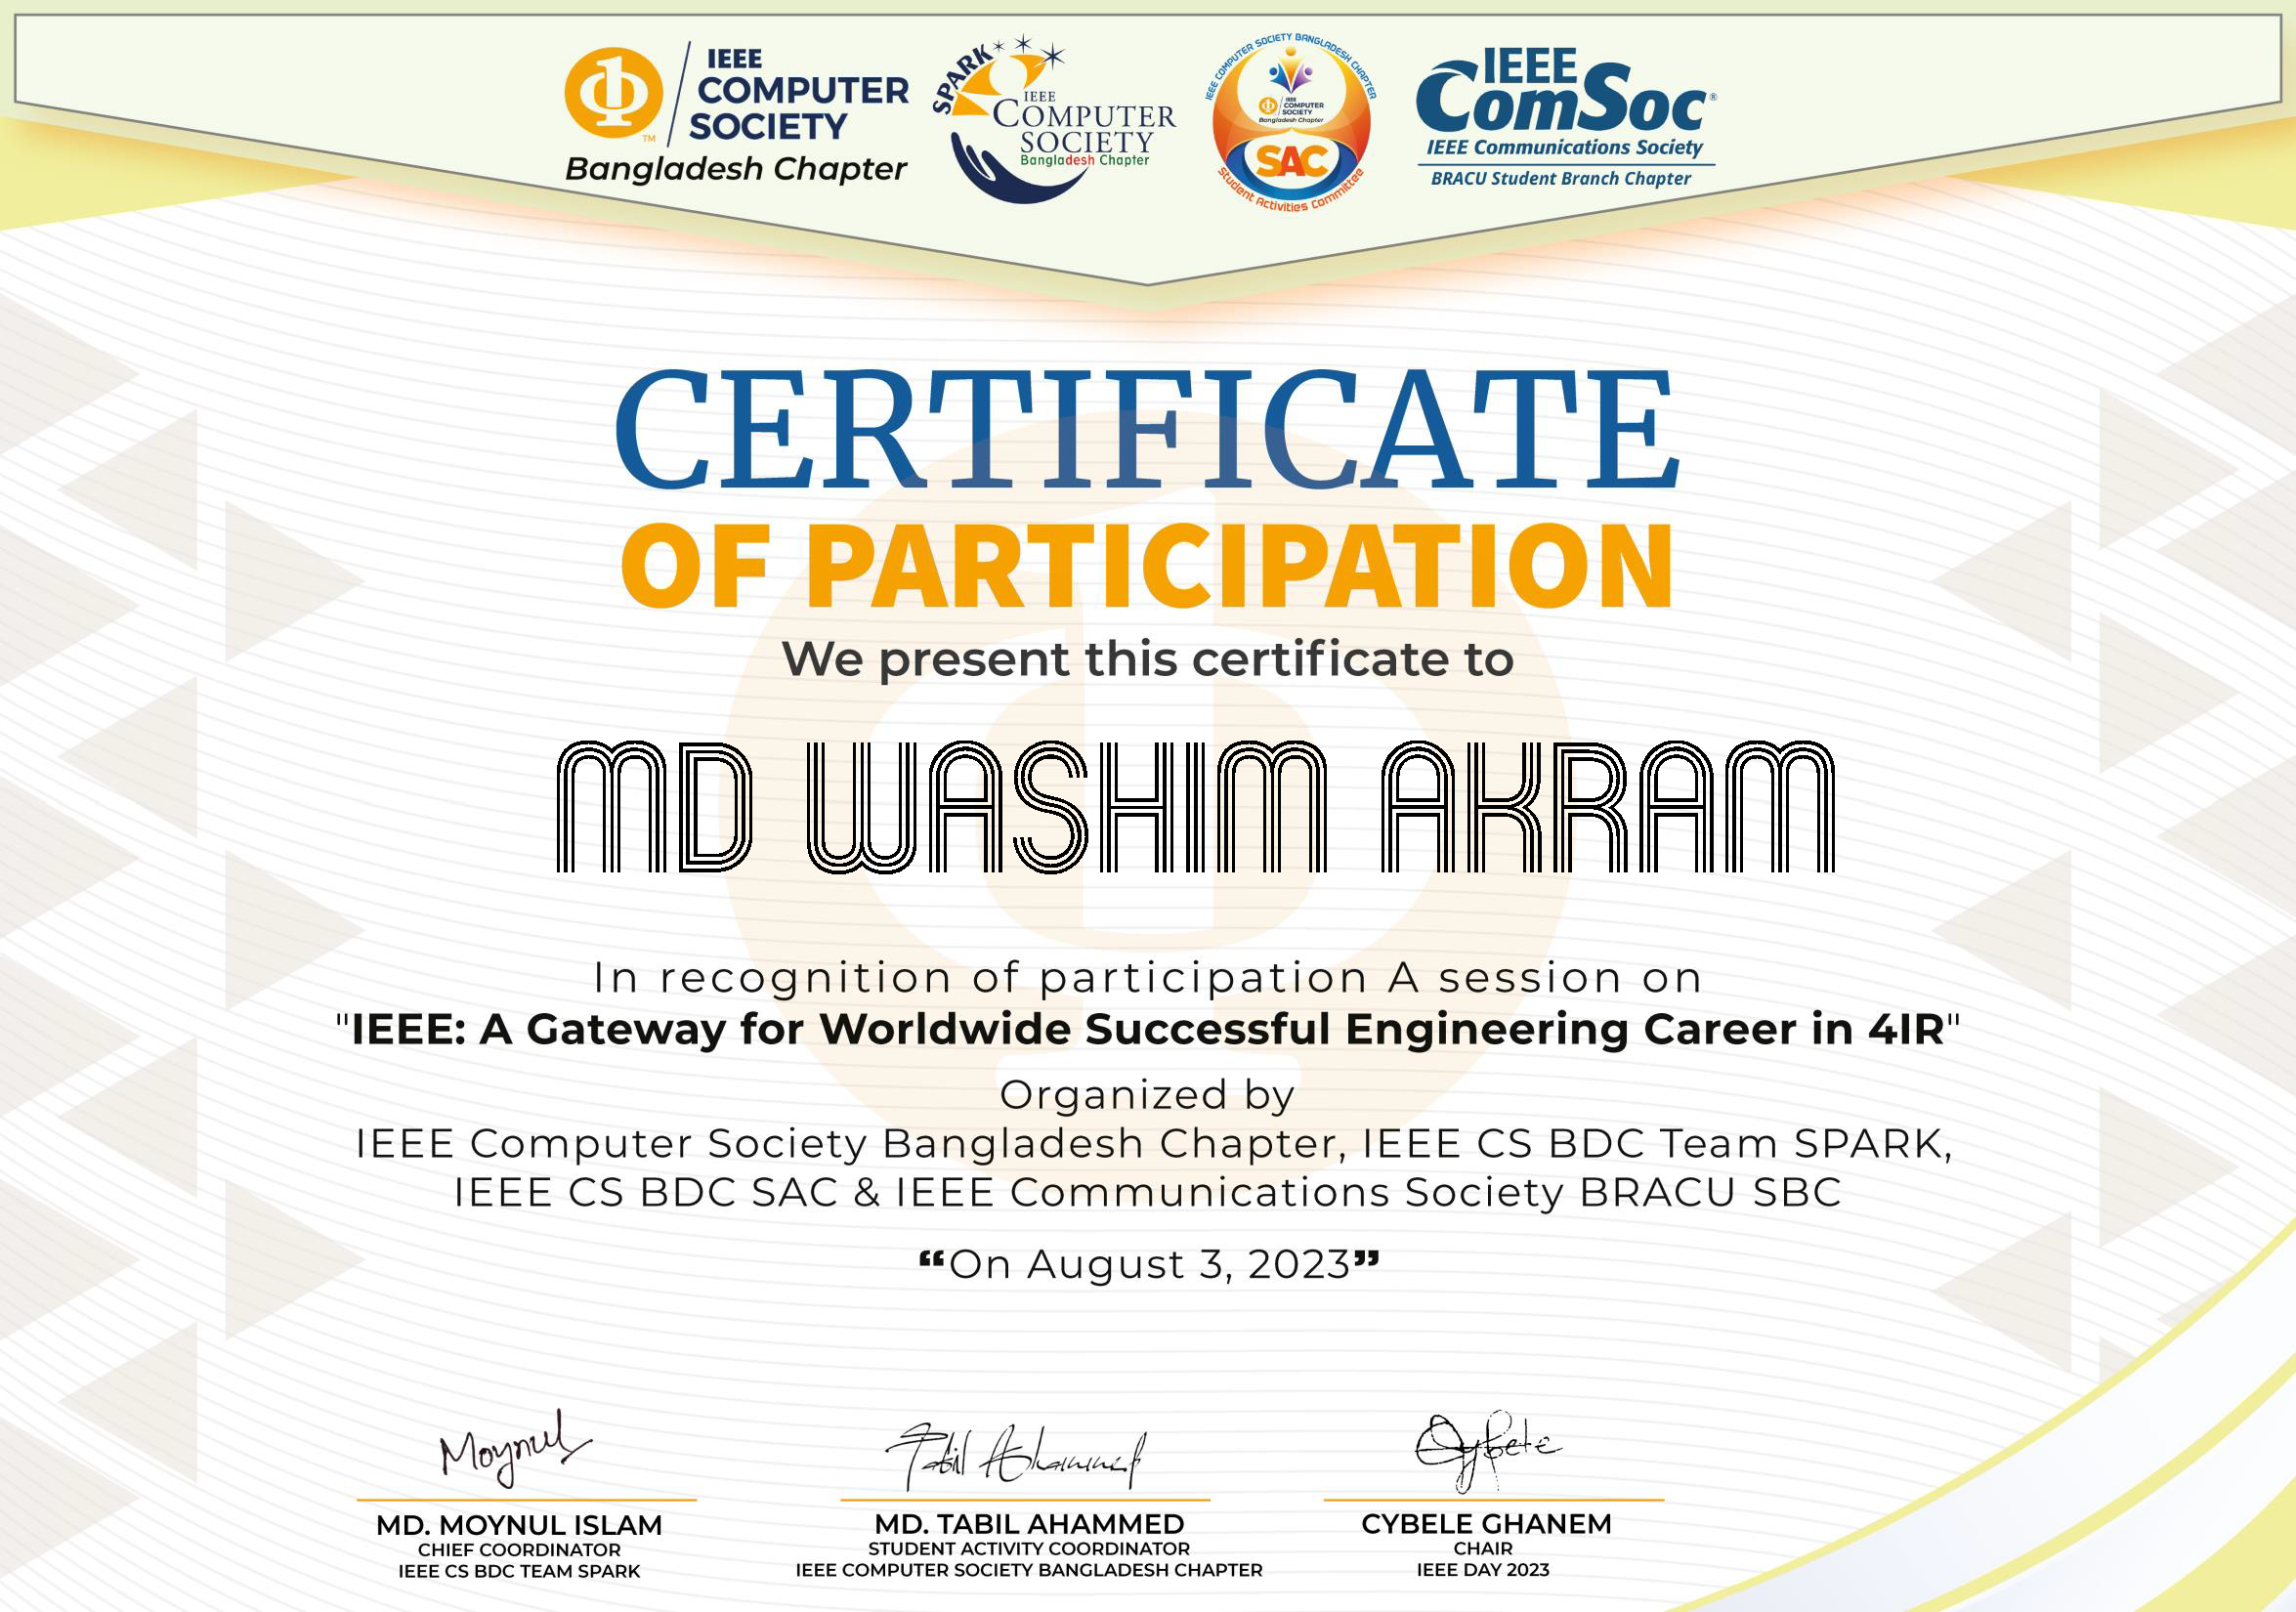 IEEE
COMPUTER
SOCIETY
TM
Bangladesh Chapter
SPARK
IEEE
COMPUTER
SOCIETY
Bangladesh Chapter
IEEE COMPUTER SOCIETY BANGLADESH CHAPTER
IEEE
COMPUTER
SOCIETY
Bangladesh Chapter
SAC
Student Activities Committee
IEEE
ComSoc®
IEEE Communications Society
BRACU Student Branch Chapter
CERTIFICATE
OF PARTICIPATION
We present this certificate to
MD WASHIM AKRAM
In recognition of participation A session on
"IEEE: A Gateway for Worldwide Successful Engineering Career in 4IR"
Organized by
IEEE Computer Society Bangladesh Chapter, IEEE CS BDC Team SPARK,
IEEE CS BDC SAC & IEEE Communications Society BRACU SBC
“On August 3, 2023”
Moynul
Tabil Ahammed
Cybele
MD. MOYNUL ISLAM
CHIEF COORDINATOR
IEEE CS BDC TEAM SPARK
MD. TABIL AHAMMED
STUDENT ACTIVITY COORDINATOR
IEEE COMPUTER SOCIETY BANGLADESH CHAPTER
CYBELE GHANEM
CHAIR
IEEE DAY 2023